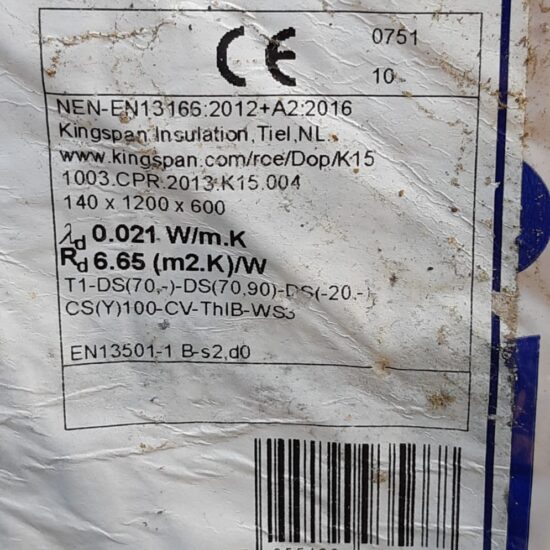 CE 0751
10
NEN-EN13166:2012+A2:2016
Kingspan Insulation,Tiel,NL.
www.kingspan.com/rce/Dop/K15
1003.CPR.2013.K15.004
140 x 1200 x 600
λd 0.021 W/m.K
Rd 6.65 (m2.K)/W
T1-DS(70,-)-DS(70,90)-DS(-20.-)
CS(Y)100-CV-ThIB-WS3
EN13501-1 B-s2,d0